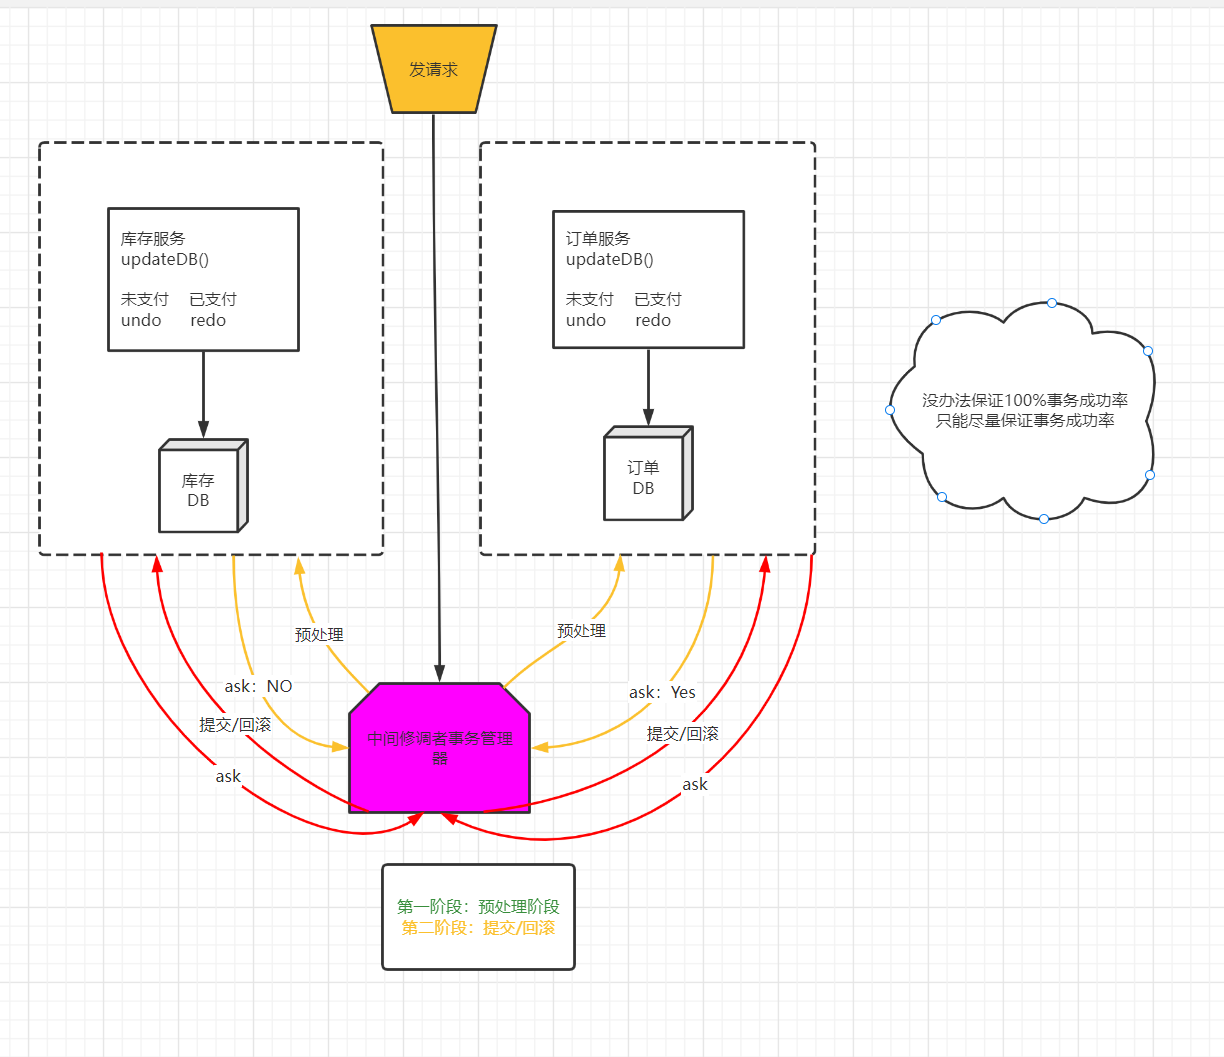 发请求
库存服务
updateDB()
未支付 已支付
undo redo
库存
DB
订单服务
updateDB()
未支付 已支付
undo redo
订单
DB
没办法保证100%事务成功率
只能尽量保证事务成功率
预处理
预处理
ask：NO
ask：Yes
提交/回滚
提交/回滚
ask
ask
中间修调者事务管理
器
第一阶段：预处理阶段
第二阶段：提交/回滚